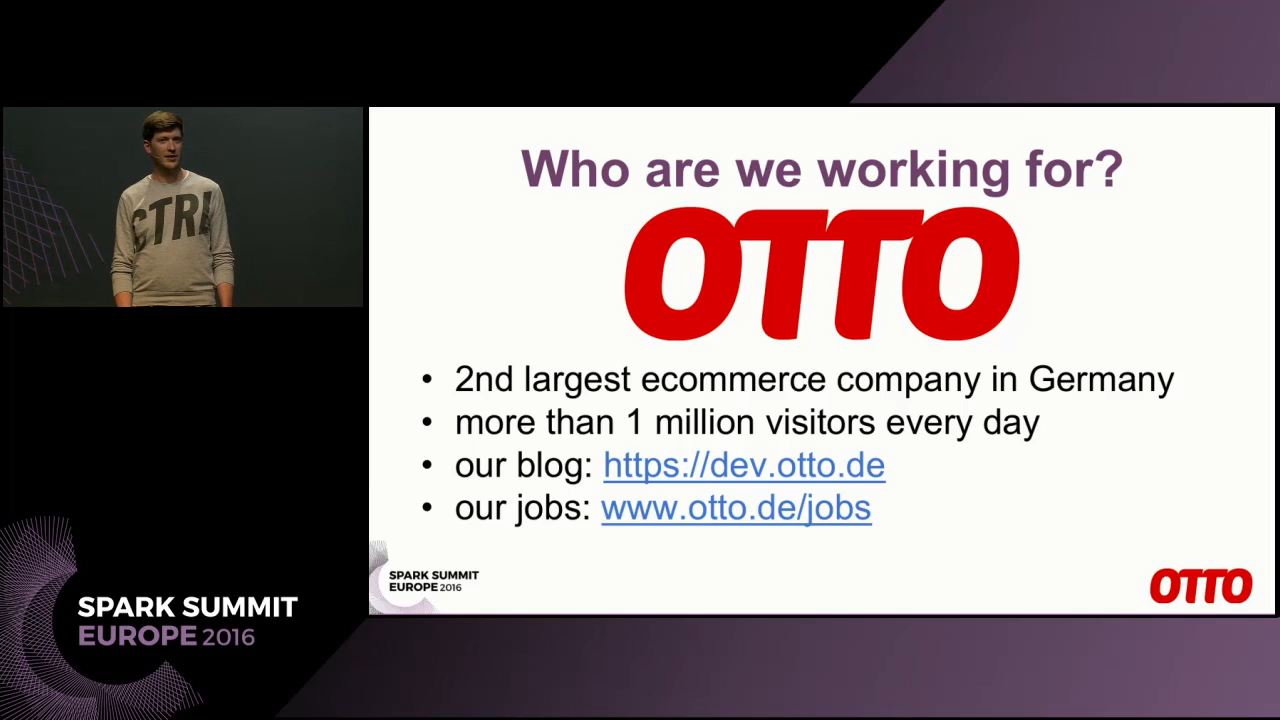 CTRL
Who are we working for?
OTTO
• 2nd largest ecommerce company in Germany
• more than 1 million visitors every day
• our blog: https://dev.otto.de
• our jobs: www.otto.de/jobs
SPARK SUMMIT
EUROPE 2016
OTTO
SPARK SUMMIT
EUROPE 2016